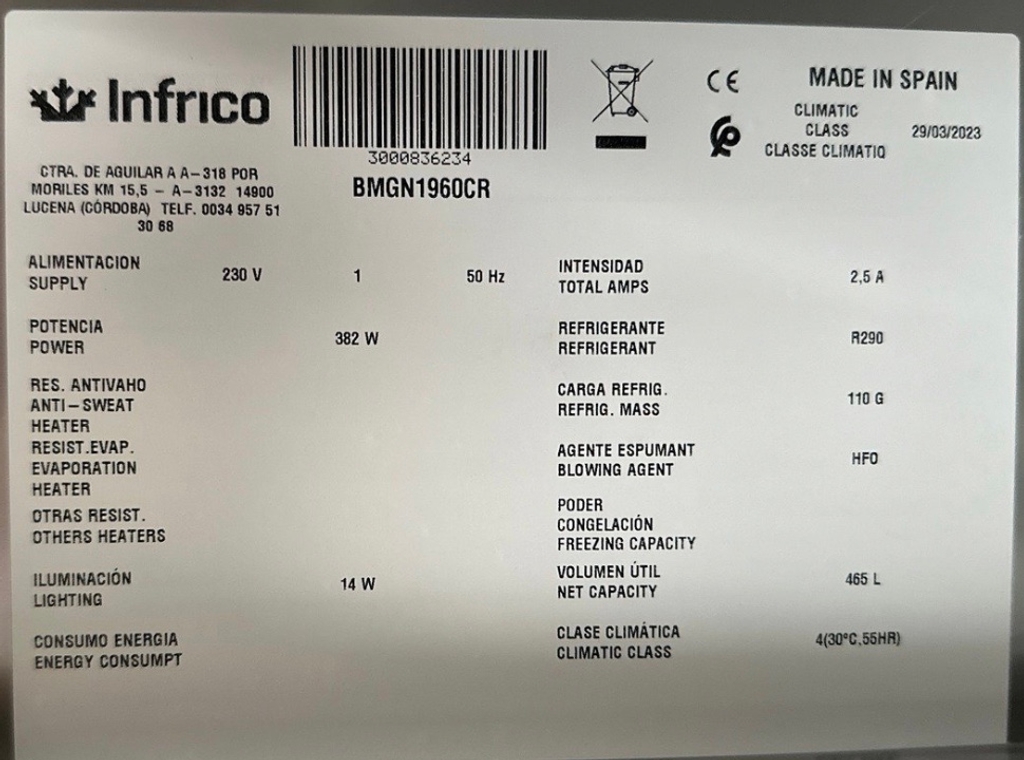 Infrico
3000836234
BMGN1960CR
CE
MADE IN SPAIN
CLIMATIC
CLASS
CLASSE CLIMATIQ
29/03/2023
CTRA. DE AGUILAR A A-318 POR
MORILES KM 15,5 - A-3132 14900
LUCENA (CÓRDOBA) TELF. 0034 957 51
30 68
ALIMENTACION
SUPPLY
230 V 1 50 Hz
INTENSIDAD
TOTAL AMPS
2,5 A
POTENCIA
POWER
382 W
REFRIGERANTE
REFRIGERANT
R290
RES. ANTIVAHO
ANTI-SWEAT
HEATER
CARGA REFRIG.
REFRIG. MASS
110 G
RESIST.EVAP.
EVAPORATION
HEATER
AGENTE ESPUMANT
BLOWING AGENT
HFO
OTRAS RESIST.
OTHERS HEATERS
PODER
CONGELACIÓN
FREEZING CAPACITY
ILUMINACIÓN
LIGHTING
14 W
VOLUMEN ÚTIL
NET CAPACITY
465 L
CONSUMO ENERGIA
ENERGY CONSUMPT
CLASE CLIMÁTICA
CLIMATIC CLASS
4(30ºC,55HR)